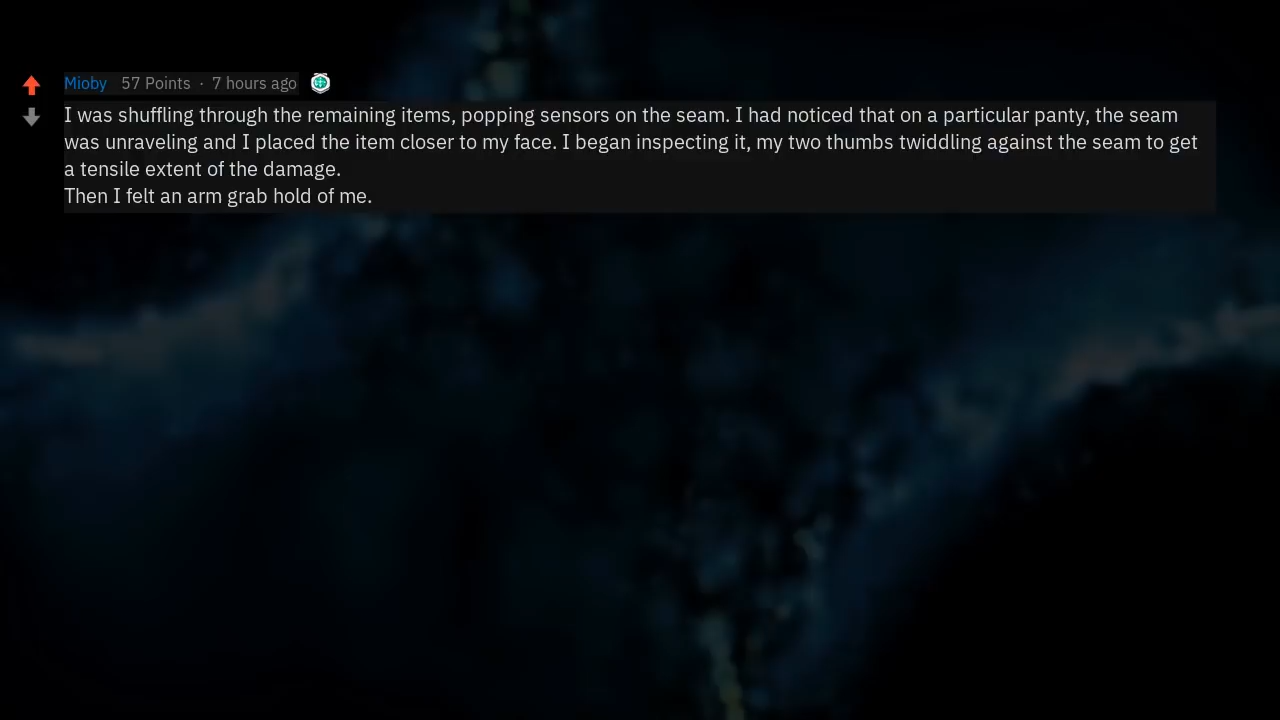 Mioby 57 Points · 7 hours ago
I was shuffling through the remaining items, popping sensors on the seam. I had noticed that on a particular panty, the seam
was unraveling and I placed the item closer to my face. I began inspecting it, my two thumbs twiddling against the seam to get
a tensile extent of the damage.
Then I felt an arm grab hold of me.